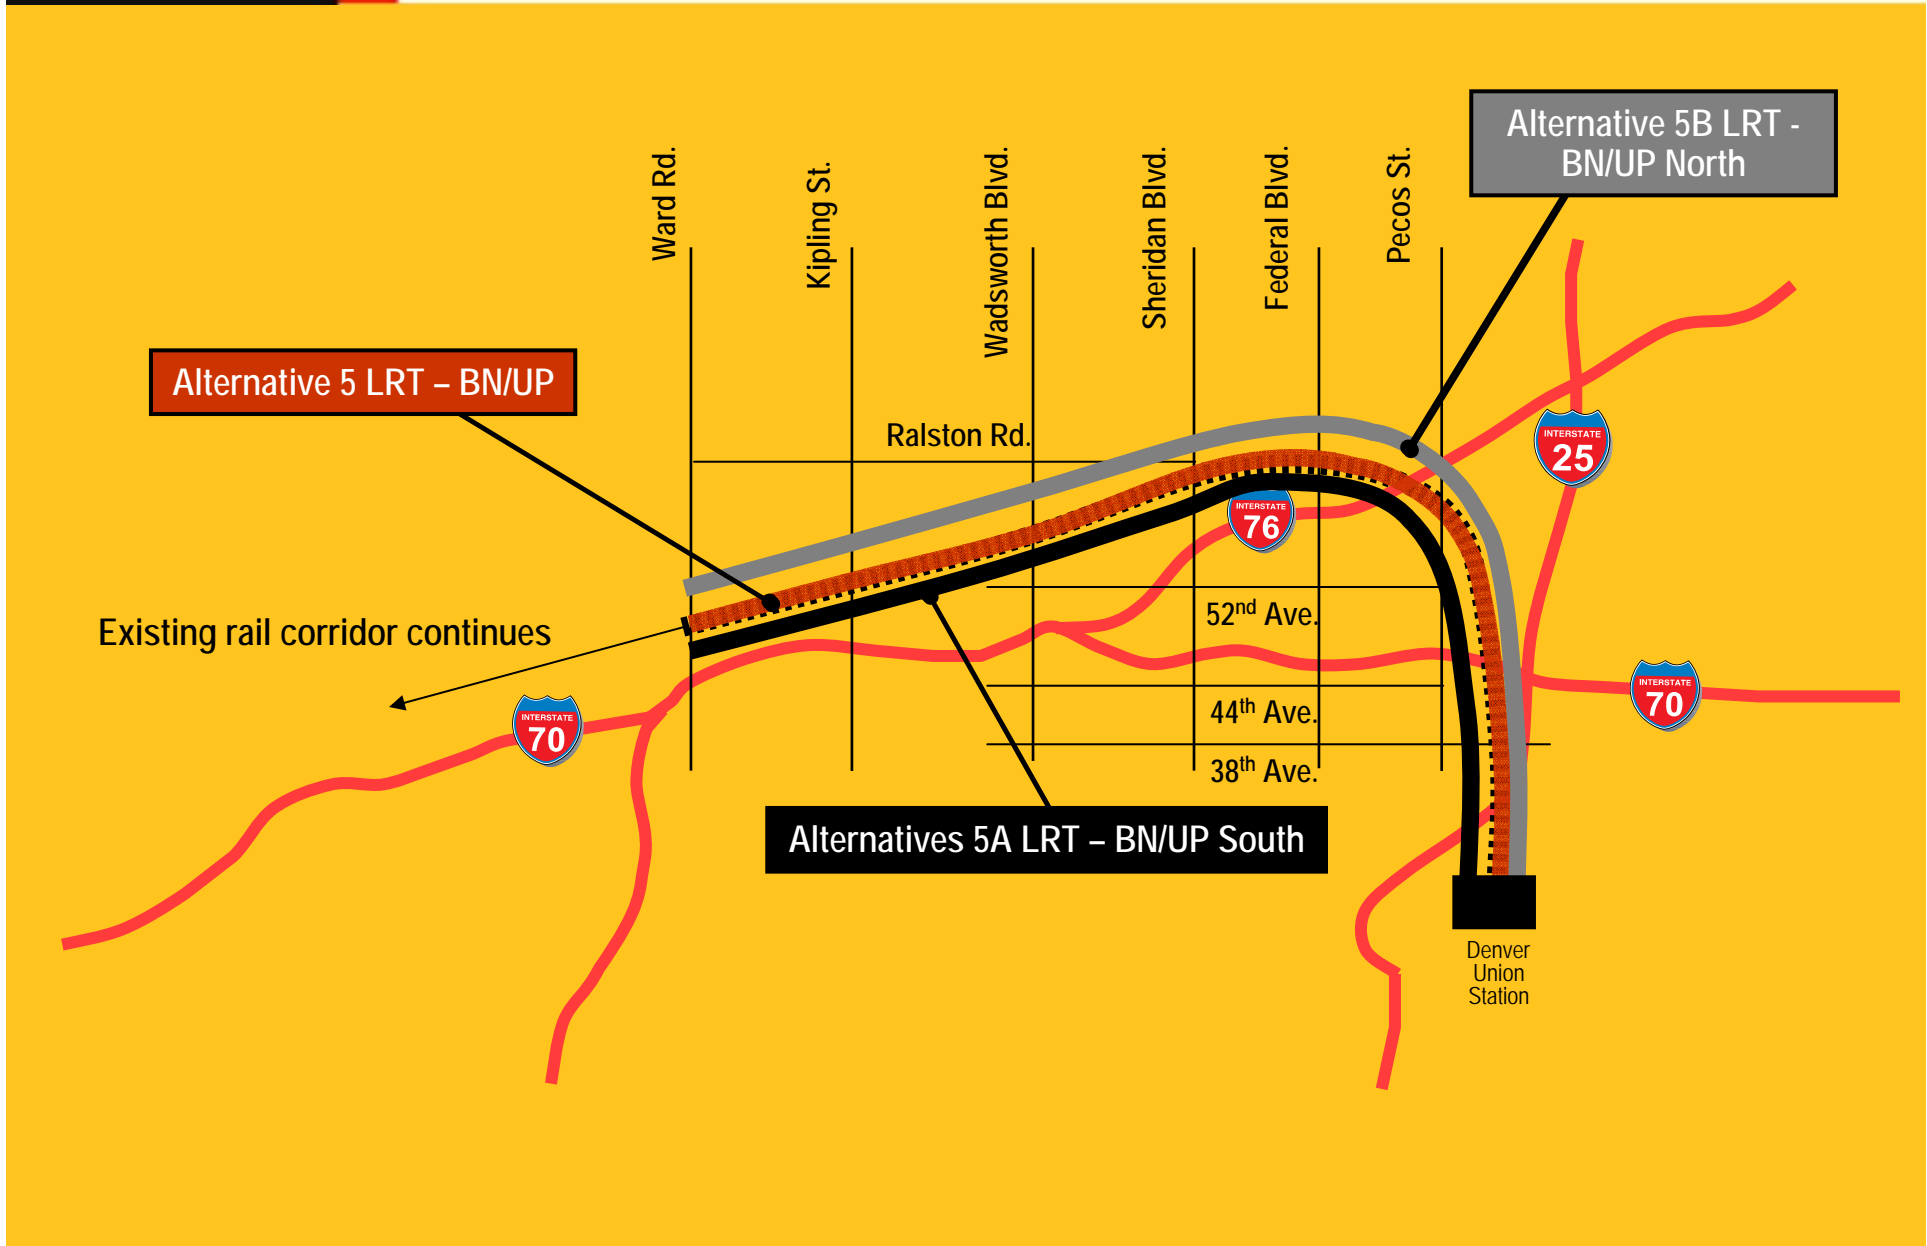 Alternative 5B LRT -
BN/UP North
Ward Rd.
Kipling St.
Wadsworth Blvd.
Sheridan Blvd.
Federal Blvd.
Pecos St.
Alternative 5 LRT – BN/UP
Ralston Rd.
INTERSTATE
25
INTERSTATE
76
52nd Ave.
Existing rail corridor continues
INTERSTATE
70
INTERSTATE
70
44th Ave.
38th Ave.
Alternatives 5A LRT – BN/UP South
Denver
Union
Station